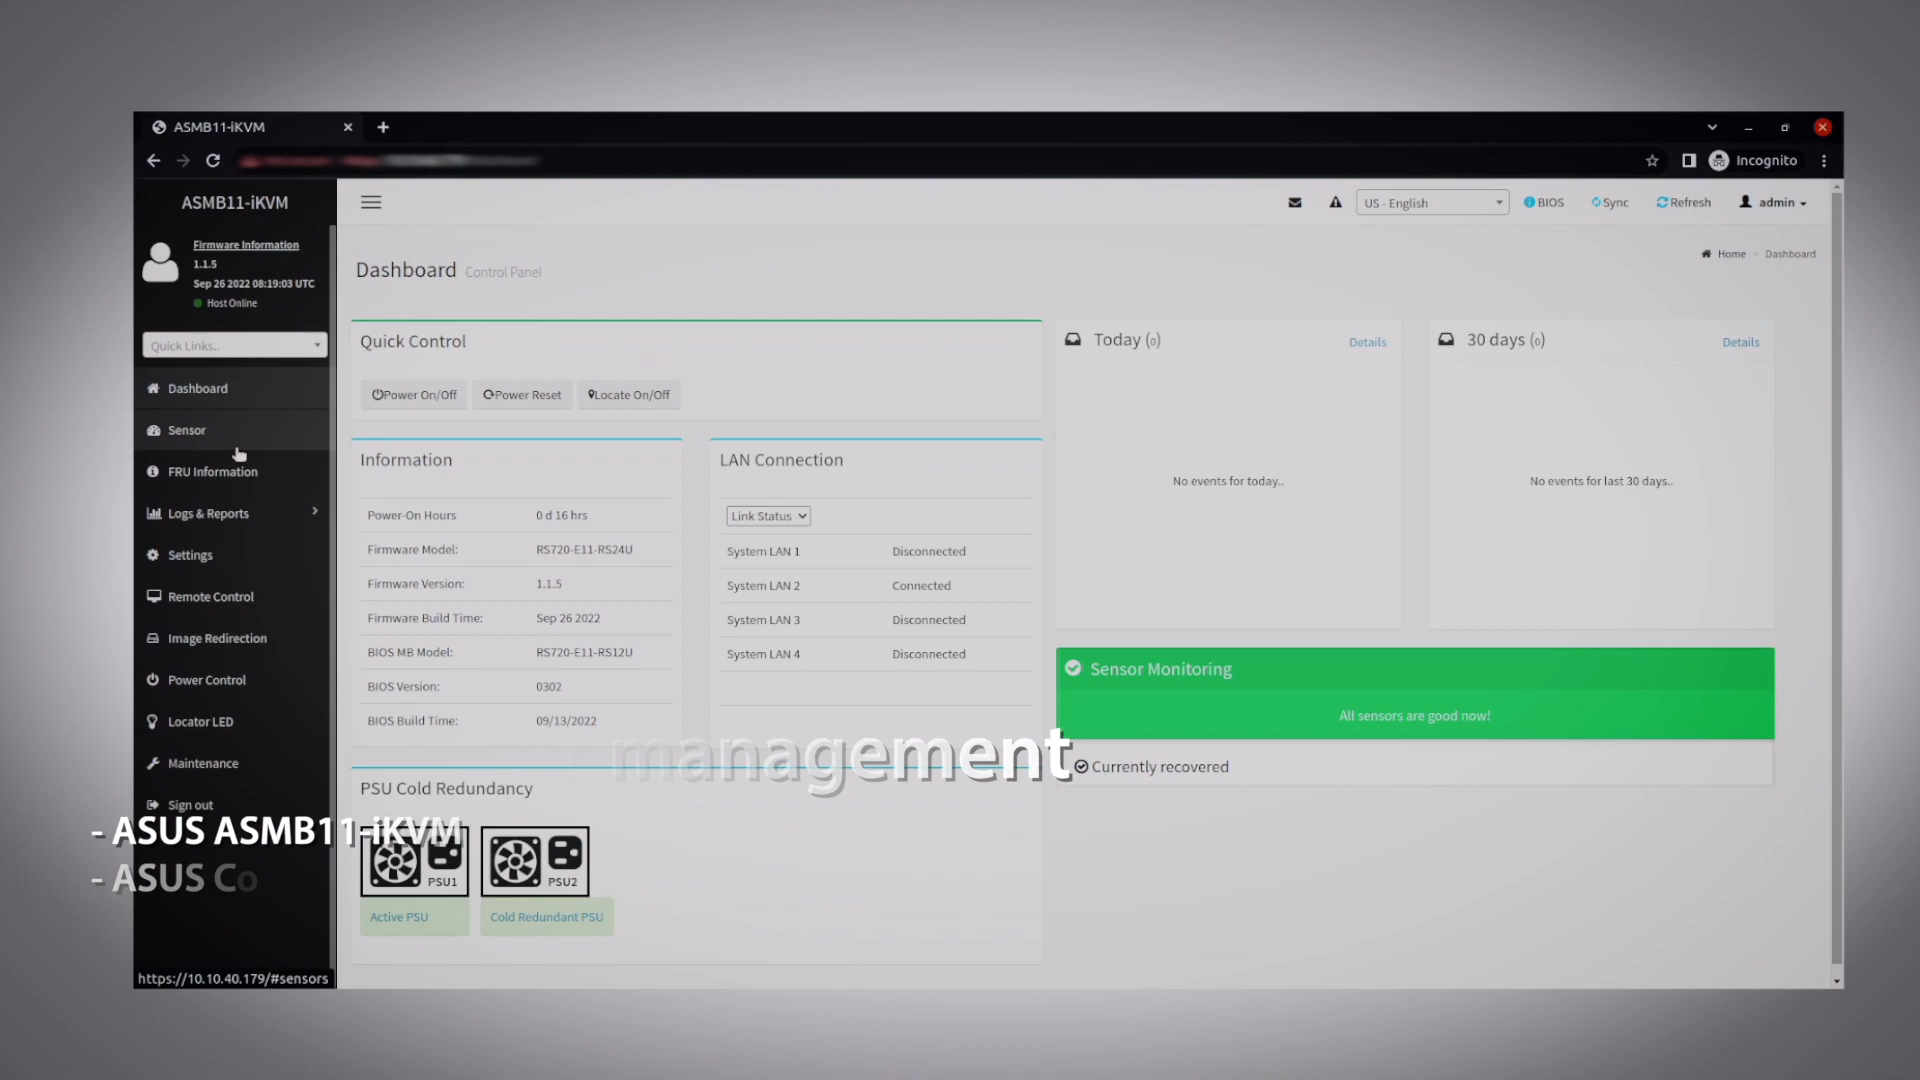 ASMB11-iKVM
Incognito
ASMB11-iKVM
Firmware Information
1.1.5
Sep 26 2022 08:19:03 UTC
Host Online
Quick Links..
Dashboard
Sensor
FRU Information
Logs & Reports
Settings
Remote Control
Image Redirection
Power Control
Locator LED
Maintenance
Sign out
https://10.10.40.179/#sensors
US - English
BIOS
Sync
Refresh
admin
Dashboard Control Panel
Home > Dashboard
Quick Control
Power On/Off Power Reset Locate On/Off
Information
Power-On Hours 0 d 16 hrs
Firmware Model: RS720-E11-RS24U
Firmware Version: 1.1.5
Firmware Build Time: Sep 26 2022
BIOS MB Model: RS720-E11-RS12U
BIOS Version: 0302
BIOS Build Time: 09/13/2022
LAN Connection
Link Status
System LAN 1 Disconnected
System LAN 2 Connected
System LAN 3 Disconnected
System LAN 4 Disconnected
Today (0) Details
No events for today..
30 days (0) Details
No events for last 30 days..
Sensor Monitoring
All sensors are good now!
Currently recovered
PSU Cold Redundancy
PSU1 PSU2
Active PSU Cold Redundant PSU
management
- ASUS ASMB11-iKVM
- ASUS Co